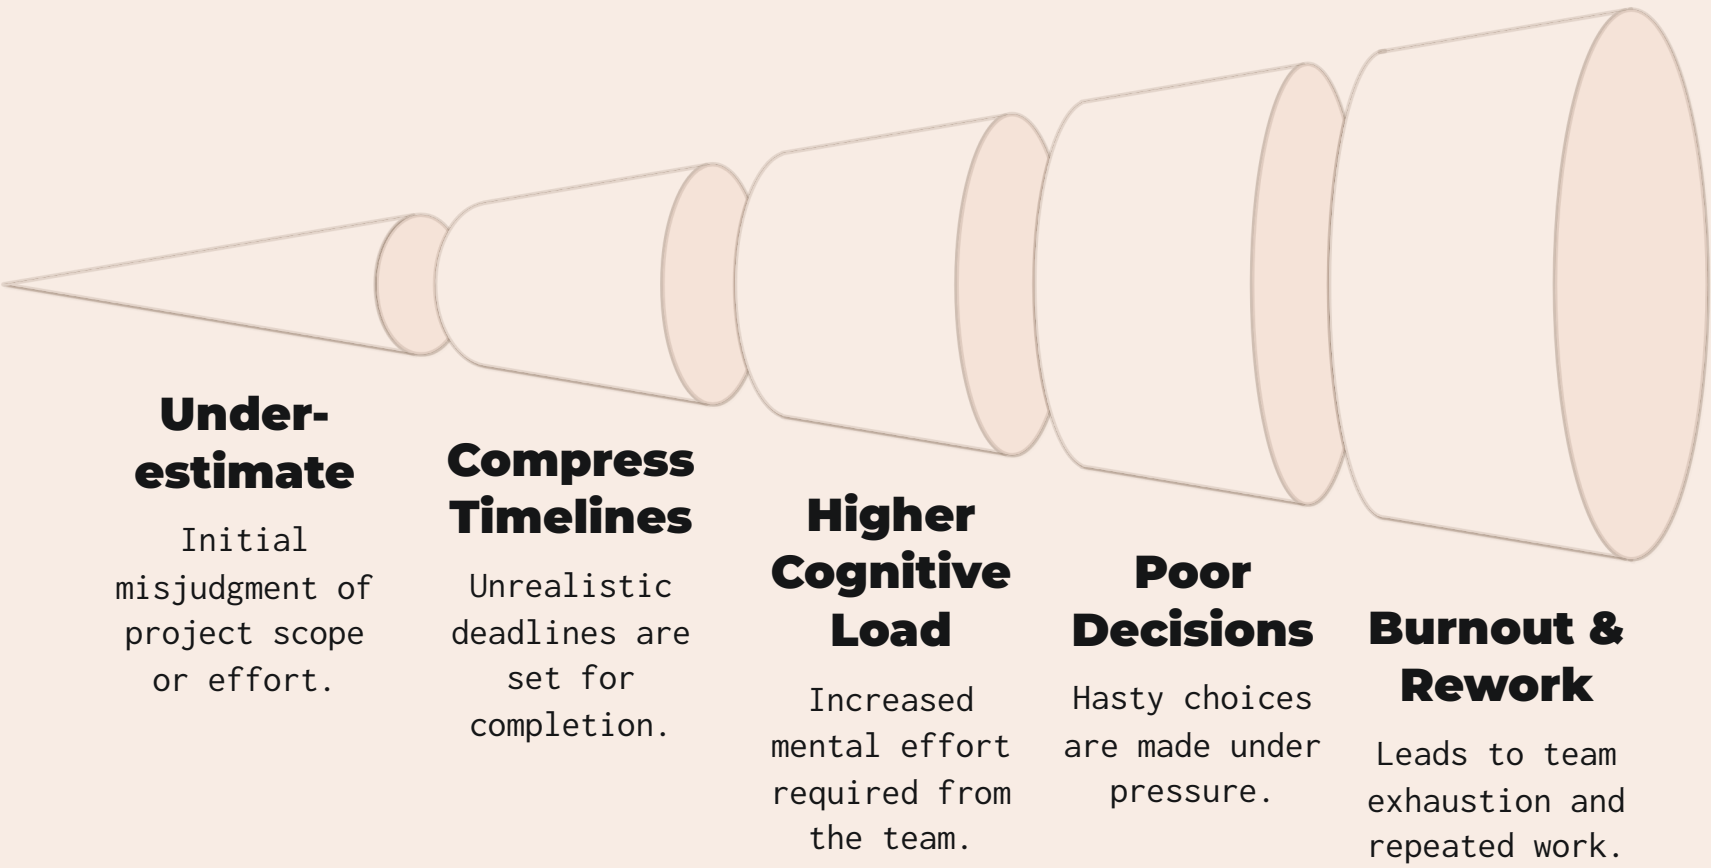 Under-
estimate
Initial
misjudgment of
project scope
or effort.
Compress
Timelines
Unrealistic
deadlines are
set for
completion.
Higher
Cognitive
Load
Increased
mental effort
required from
the team.
Poor
Decisions
Hasty choices
are made under
pressure.
Burnout &
Rework
Leads to team
exhaustion and
repeated work.